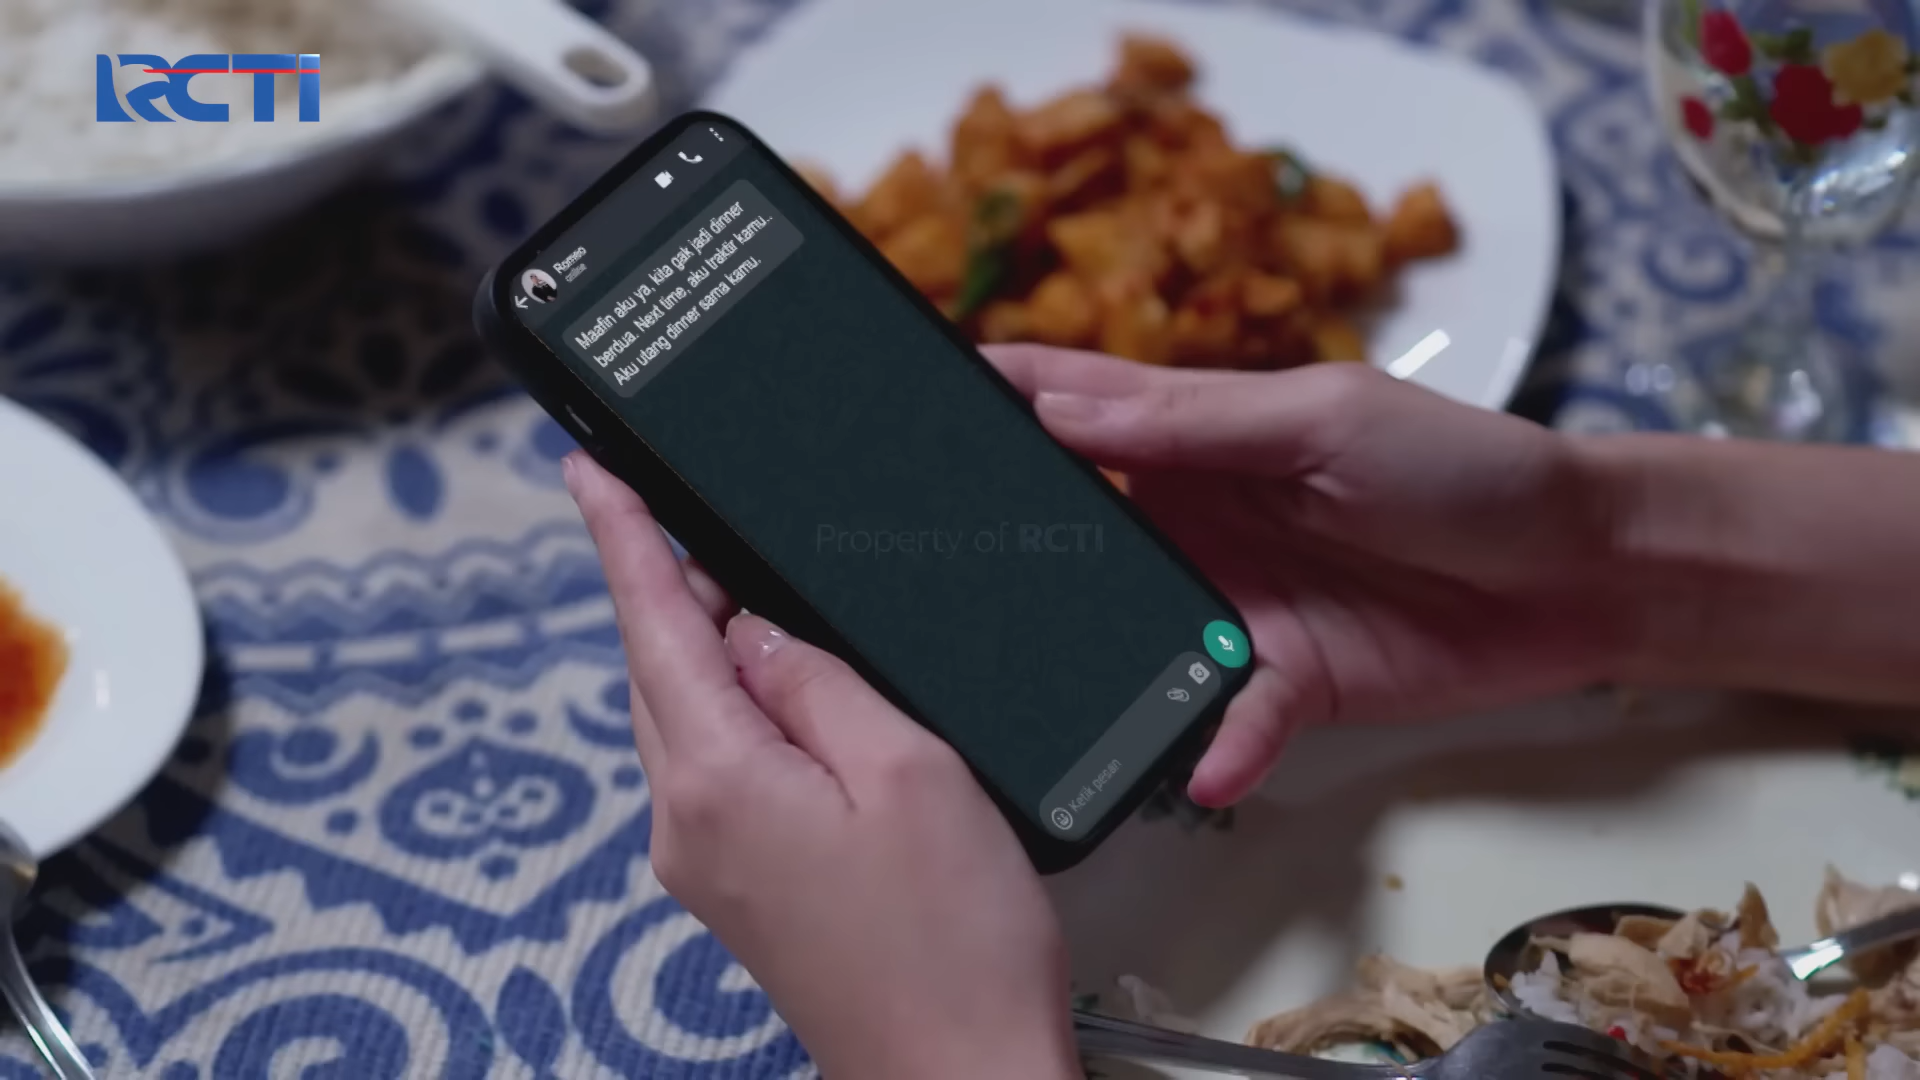 RCTI
Romeo
online
Maafin aku ya, kita gak jadi dinner
berdua. Next time, aku traktir kamu..
Aku utang dinner sama kamu.
Property of RCTI
Ketik pesan